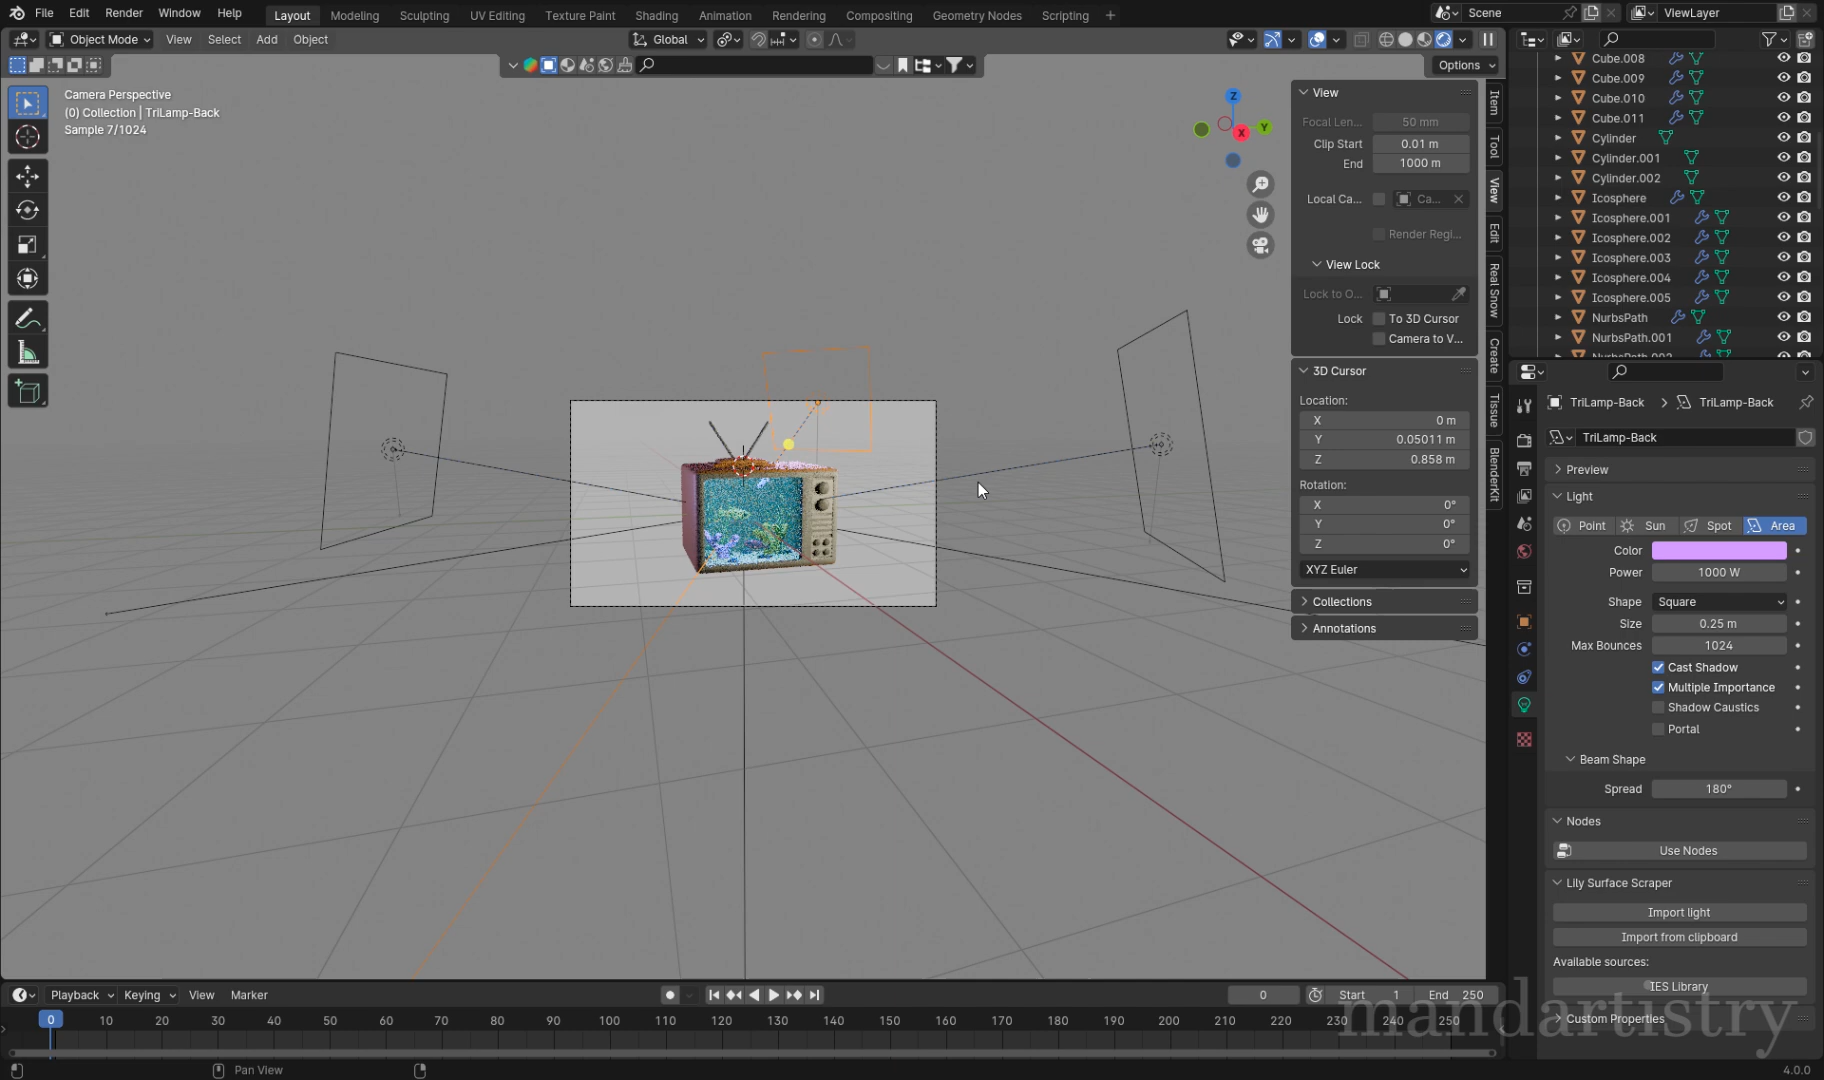 File Edit Render Window Help Layout Modeling Sculpting UV Editing Texture Paint Shading Animation Rendering Compositing Geometry Nodes Scripting + Scene ViewLayer
Object Mode View Select Add Object Global
Options
Camera Perspective
(0) Collection | TriLamp-Back
Sample 7/1024
Z
Y
X
View
Focal Len... 50 mm
Clip Start 0.01 m
End 1000 m
Local Ca... Ca...
Render Regi...
View Lock
Lock to O...
Lock To 3D Cursor
Camera to V...
3D Cursor
Location:
X 0 m
Y 0.05011 m
Z 0.858 m
Rotation:
X 0°
Y 0°
Z 0°
XYZ Euler
Collections
Annotations
Item
Tool
View
Edit
Real Snow
Create
Tissue
BlenderKit
Cube.008
Cube.009
Cube.010
Cube.011
Cylinder
Cylinder.001
Cylinder.002
Icosphere
Icosphere.001
Icosphere.002
Icosphere.003
Icosphere.004
Icosphere.005
NurbsPath
NurbsPath.001
TriLamp-Back > TriLamp-Back
TriLamp-Back
Preview
Light
Point Sun Spot Area
Color
Power 1000 W
Shape Square
Size 0.25 m
Max Bounces 1024
Cast Shadow
Multiple Importance
Shadow Caustics
Portal
Beam Shape
Spread 180°
Nodes
Use Nodes
Lily Surface Scraper
Import light
Import from clipboard
Available sources:
IES Library
Custom Properties
mandartistry
Playback Keying View Marker 0 Start 1 End 250
0 10 20 30 40 50 60 70 80 90 100 110 120 130 140 150 160 170 180 190 200 210 220 230 240 250
Pan View 4.0.0